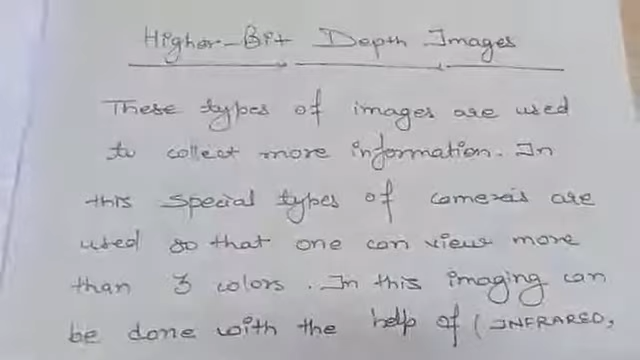 Higher-Bit Depth Images
These types of images are used
to collect more information. In
this special types of cameras are
used so that one can view more
than 3 colors. In this imaging can
be done with the help of (INFRARED,